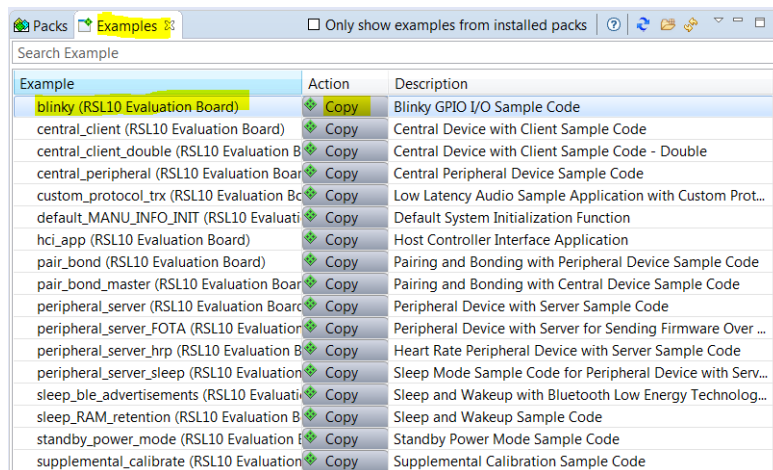 Packs Examples Only show examples from installed packs
Search Example
Example Action Description
blinky (RSL10 Evaluation Board) Copy Blinky GPIO I/O Sample Code
central_client (RSL10 Evaluation Board) Copy Central Device with Client Sample Code
central_client_double (RSL10 Evaluation B Copy Central Device with Client Sample Code - Double
central_peripheral (RSL10 Evaluation Boar Copy Central Peripheral Device Sample Code
custom_protocol_trx (RSL10 Evaluation Bo Copy Low Latency Audio Sample Application with Custom Prot...
default_MANU_INFO_INIT (RSL10 Evaluati Copy Default System Initialization Function
hci_app (RSL10 Evaluation Board) Copy Host Controller Interface Application
pair_bond (RSL10 Evaluation Board) Copy Pairing and Bonding with Peripheral Device Sample Code
pair_bond_master (RSL10 Evaluation Boar Copy Pairing and Bonding with Central Device Sample Code
peripheral_server (RSL10 Evaluation Board Copy Peripheral Device with Server Sample Code
peripheral_server_FOTA (RSL10 Evaluation Copy Peripheral Device with Server for Sending Firmware Over ...
peripheral_server_hrp (RSL10 Evaluation B Copy Heart Rate Peripheral Device with Server Sample Code
peripheral_server_sleep (RSL10 Evaluation Copy Sleep Mode Sample Code for Peripheral Device with Serv...
sleep_ble_advertisements (RSL10 Evaluati Copy Sleep and Wakeup with Bluetooth Low Energy Technolog...
sleep_RAM_retention (RSL10 Evaluation B Copy Sleep and Wakeup Sample Code
standby_power_mode (RSL10 Evaluation B Copy Standby Power Mode Sample Code
supplemental_calibrate (RSL10 Evaluation Copy Supplemental Calibration Sample Code